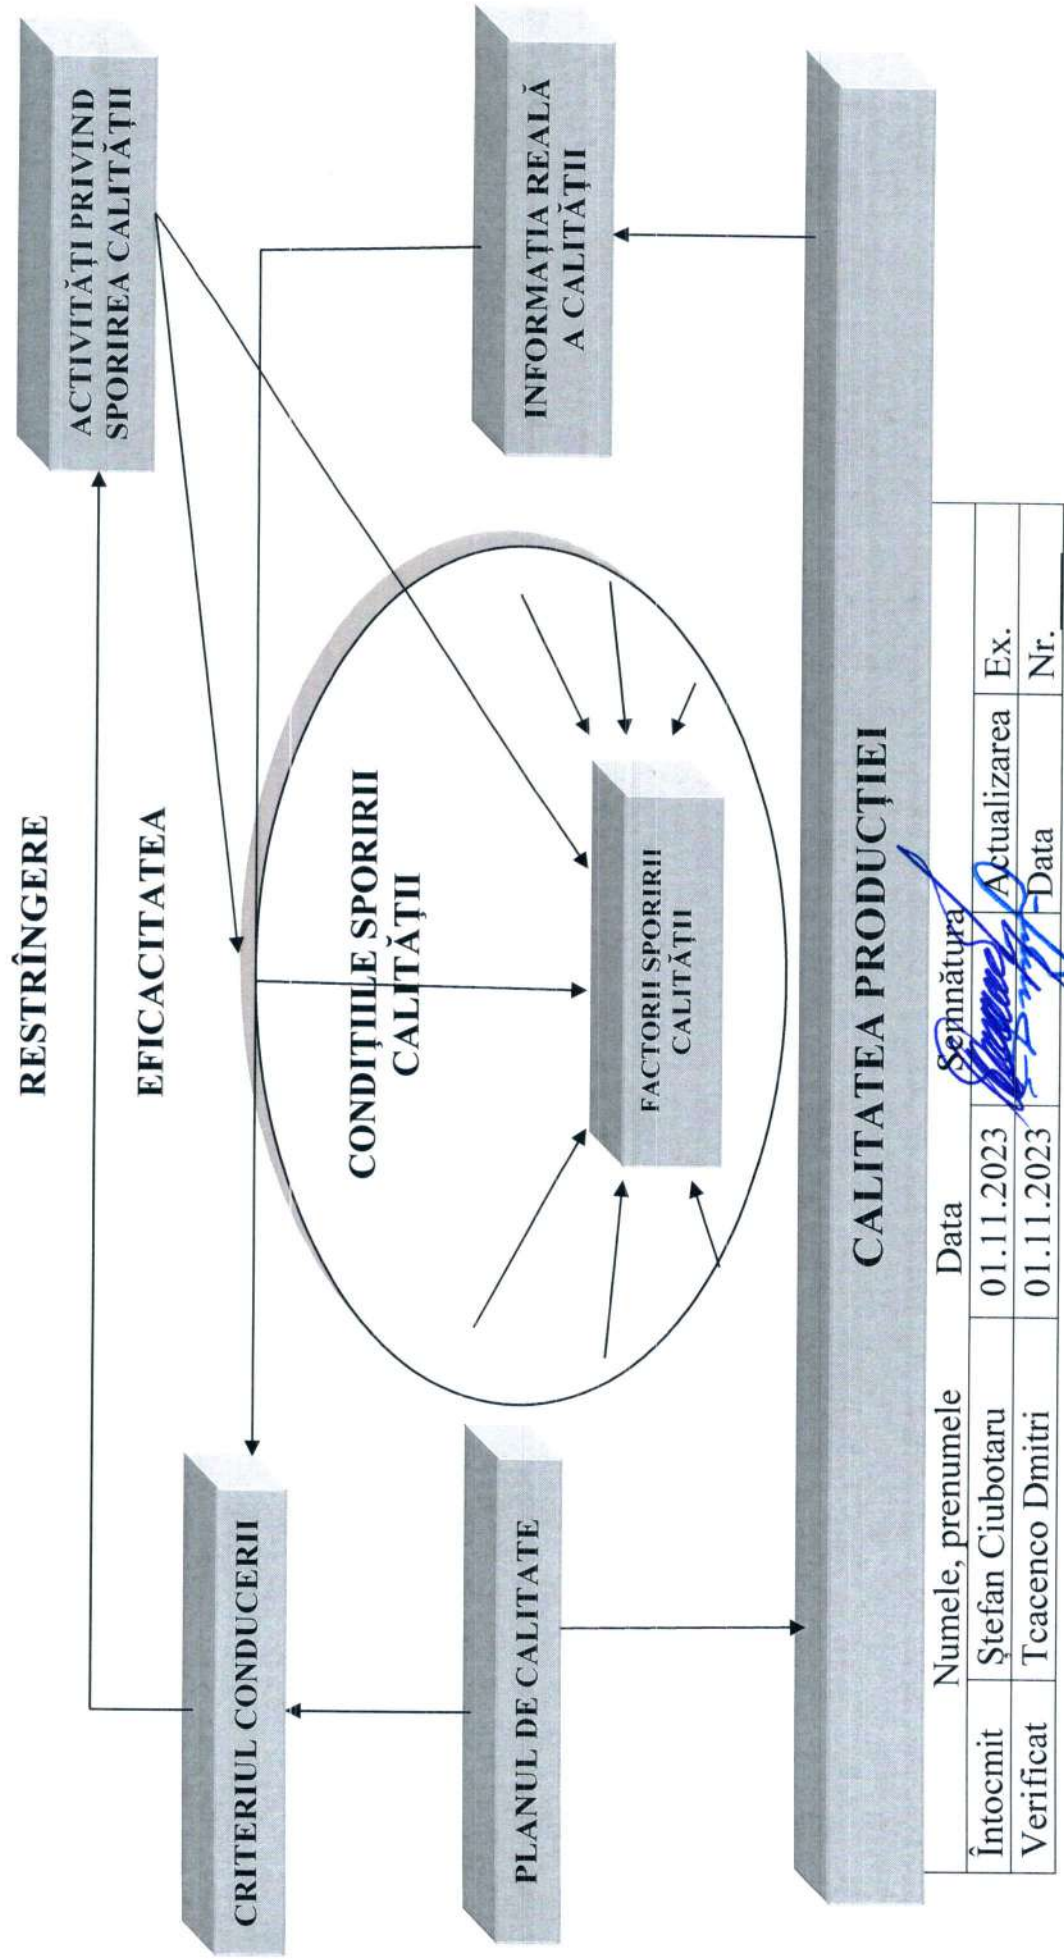 RESTRÎNGERE
ACTIVITĂȚI PRIVIND
SPORIREA CALITĂȚII
EFICACITATEA
CRITERIUL CONDUCERII
CONDIȚIILE SPORIRII
CALITĂȚII
PLANUL DE CALITATE
INFORMAȚIA REALĂ
A CALITĂȚII
FACTORII SPORIRII
CALITĂȚII
CALITATEA PRODUCȚIEI
Numele, prenumele Data Semnătura
Întocmit Ștefan Ciubotaru 01.11.2023 Actualizarea Ex.
Verificat Tcacenco Dmitri 01.11.2023 Data Nr.